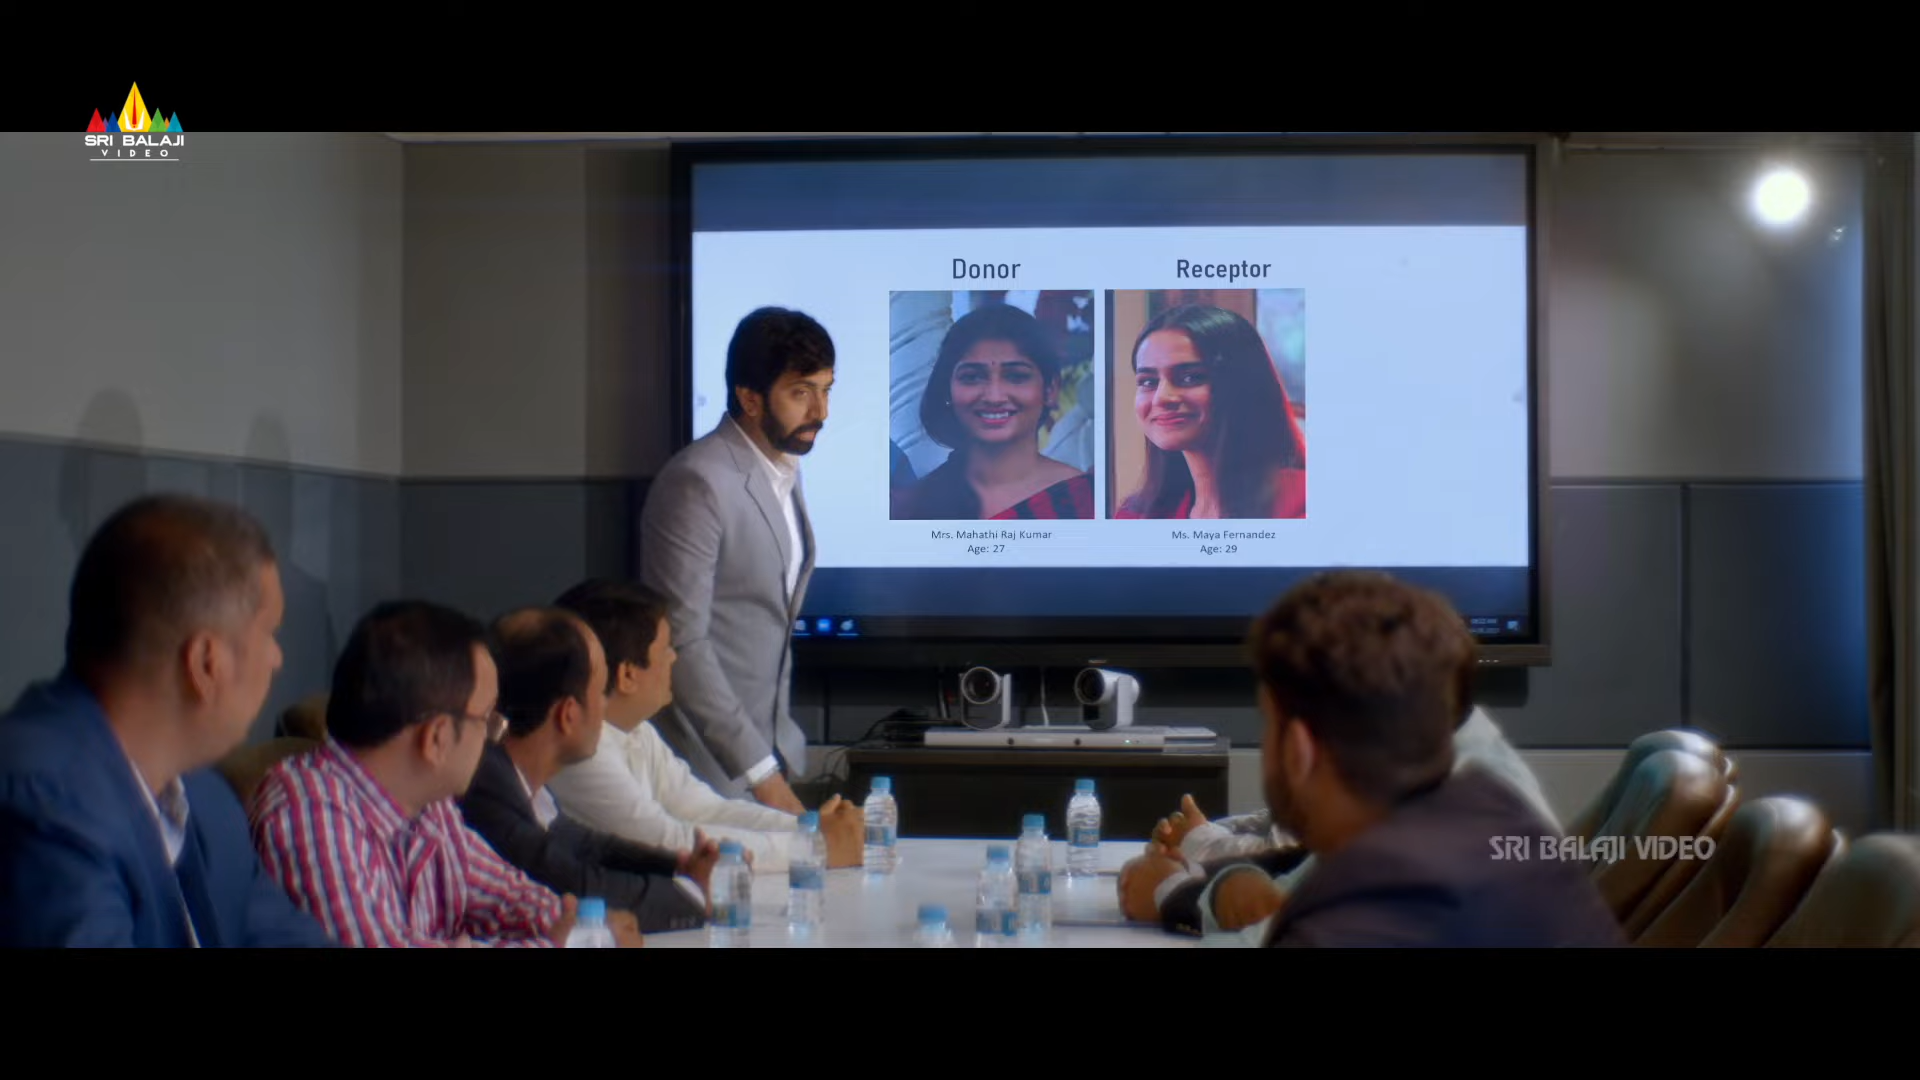 SRI BALAJI
VIDEO
Donor
Receptor
Mrs. Mahathi Raj Kumar
Age: 27
Ms. Maya Fernandez
Age: 29
SRI BALAJI VIDEO